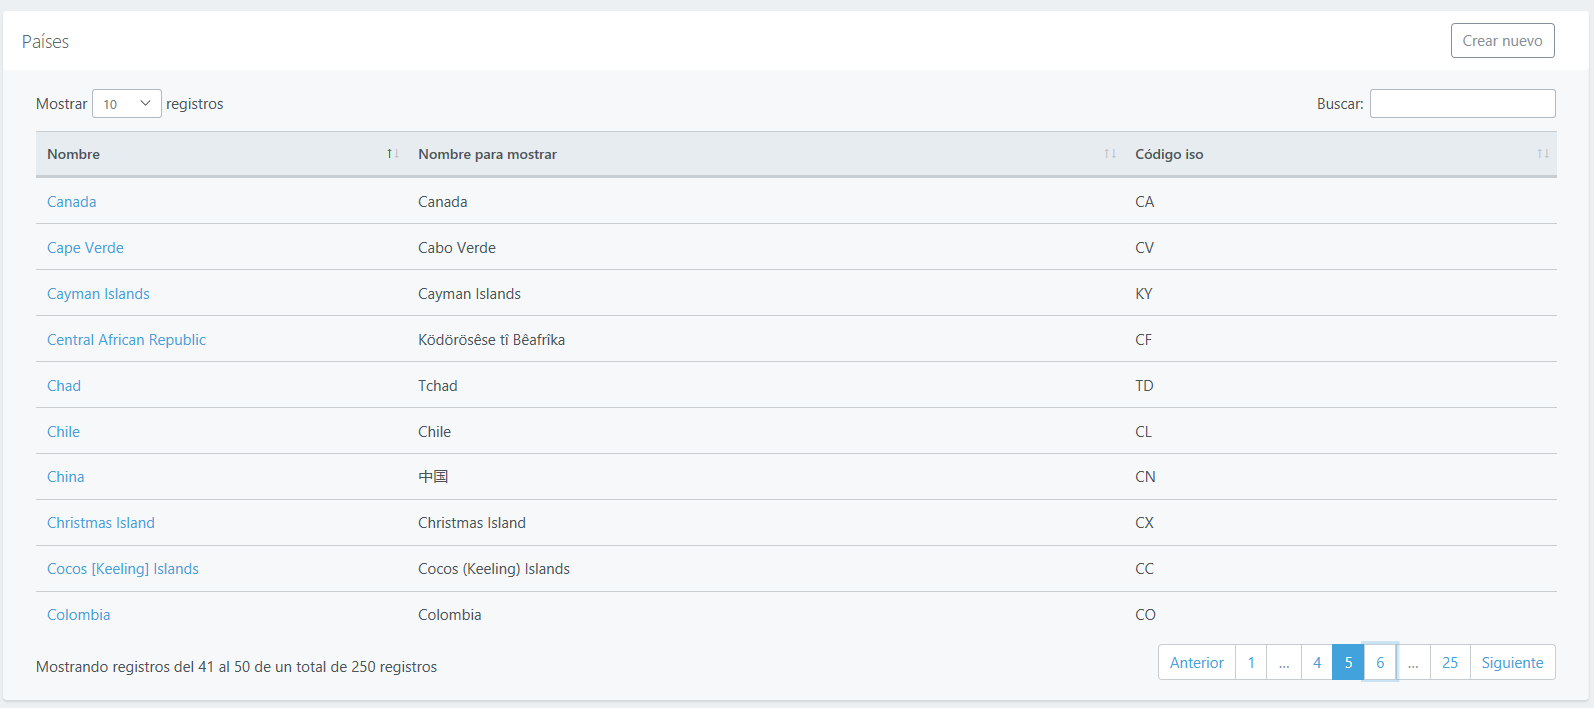 Países
Crear nuevo
Mostrar 10 registros
Buscar:
Nombre Nombre para mostrar Código iso
Canada Canada CA
Cape Verde Cabo Verde CV
Cayman Islands Cayman Islands KY
Central African Republic Ködörösêse tî Bêafrîka CF
Chad Tchad TD
Chile Chile CL
China 中国 CN
Christmas Island Christmas Island CX
Cocos [Keeling] Islands Cocos (Keeling) Islands CC
Colombia Colombia CO
Mostrando registros del 41 al 50 de un total de 250 registros
Anterior 1 ... 4 5 6 ... 25 Siguiente